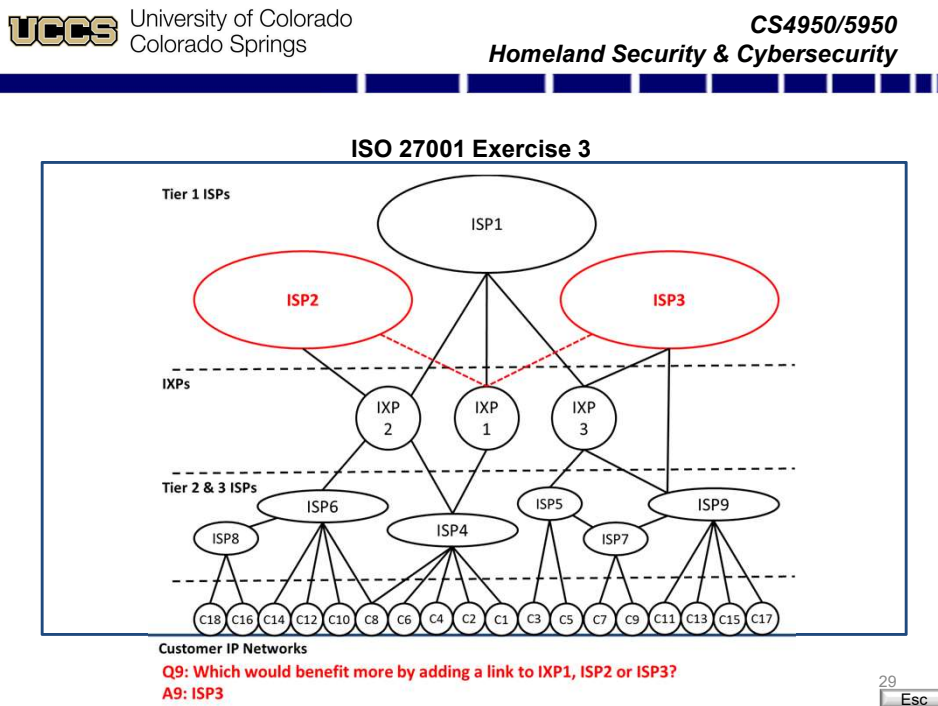 UCCS
University of Colorado
Colorado Springs
CS4950/5950
Homeland Security & Cybersecurity
ISO 27001 Exercise 3
Tier 1 ISPs
ISP1
ISP2
ISP3
IXPs
IXP
2
IXP
1
IXP
3
Tier 2 & 3 ISPs
ISP6
ISP5
ISP9
ISP8
ISP4
ISP7
C18
C16
C14
C12
C10
C8
C6
C4
C2
C1
C3
C5
C7
C9
C11
C13
C15
C17
Customer IP Networks
Q9: Which would benefit more by adding a link to IXP1, ISP2 or ISP3?
A9: ISP3
29
Esc